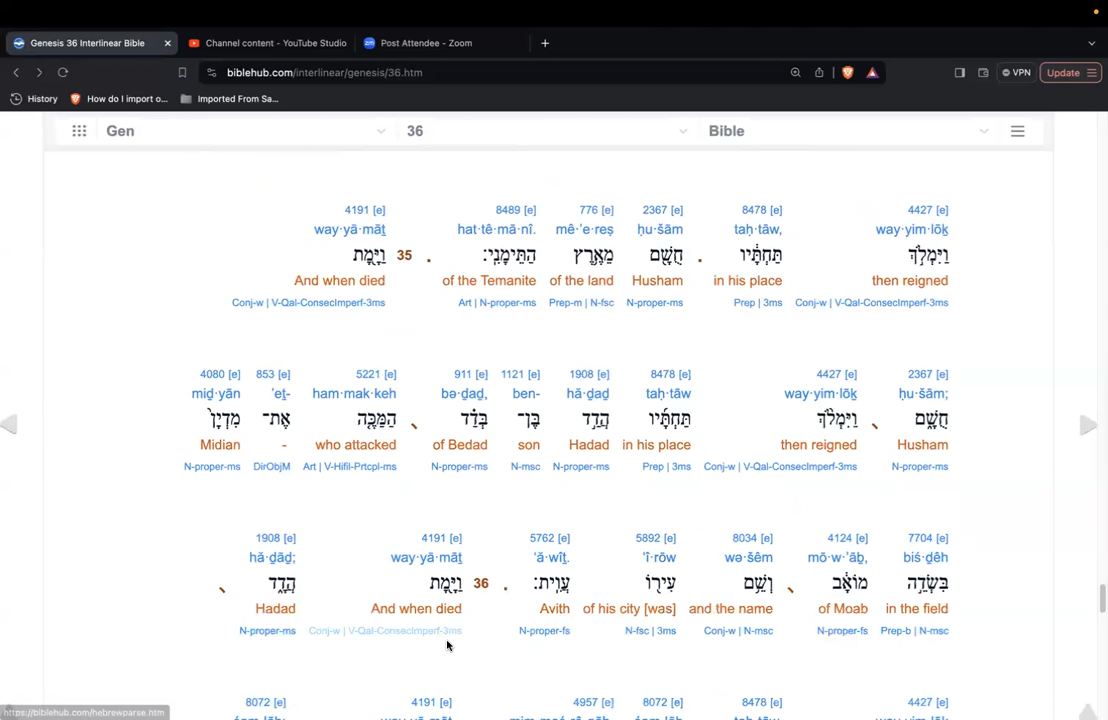 Genesis 36 Interlinear Bible
Channel content - YouTube Studio
Post Attendee - Zoom
biblehub.com/interlinear/genesis/36.htm
VPN
Update
History
How do I import o...
Imported From Sa...
Gen
36
Bible
4191 [e] 8489 [e] 776 [e] 2367 [e] 8478 [e] 4427 [e]
way·yā·māṯ hat·tê·mā·nî. mê·’e·reṣ ḥu·šām taḥ·tāw, way·yim·lōḵ
וַיִּמְלֹ֣ךְ תַּחְתָּ֔יו . חֻשָׁ֖ם מֵאֶ֥רֶץ הַתֵּימָנִֽי׃ . 35 וַיָּ֖מָת
And when died of the Temanite of the land Husham in his place then reigned
Conj-w | V-Qal-ConsecImperf-3ms Art | N-proper-ms Prep-m | N-fsc N-proper-ms Prep | 3ms Conj-w | V-Qal-ConsecImperf-3ms
4080 [e] 853 [e] 5221 [e] 911 [e] 1121 [e] 1908 [e] 8478 [e] 4427 [e] 2367 [e]
miḏ·yān ’eṯ- ham·mak·keh bə·ḏaḏ, ben- hă·ḏaḏ taḥ·tāw way·yim·lōḵ ḥu·šām;
חֻשָׁ֑ם 、 וַיִּמְלֹ֨ךְ תַּחְתָּ֜יו הֲדַ֣ד בֶּן־ בְּדַ֗ד 、 הַמַּכֶּ֤ה אֶת־ מִדְיָן֙
Midian - who attacked of Bedad son Hadad in his place then reigned Husham
N-proper-ms DirObjM Art | V-Hifil-Prtcpl-ms N-proper-ms N-msc N-proper-ms Prep | 3ms Conj-w | V-Qal-ConsecImperf-3ms N-proper-ms
1908 [e] 4191 [e] 5762 [e] 5892 [e] 8034 [e] 4124 [e] 7704 [e]
hă·ḏāḏ; way·yā·māṯ ‘ă·wîṯ. ‘î·rōw wə·šêm mō·w·’āḇ, biś·ḏêh
בִּשְׂדֵ֣ה מוֹאָ֔ב 、 וְשֵׁ֥ם עִיר֖וֹ עֲוִֽית׃ . 36 וַיָּ֖מָת הֲדָ֑ד 、
Hadad And when died Avith of his city [was] and the name of Moab in the field
N-proper-ms Conj-w | V-Qal-ConsecImperf-3ms N-proper-fs N-fsc | 3ms Conj-w | N-msc N-proper-fs Prep-b | N-msc
8072 [e] 4191 [e] 4957 [e] 8072 [e] 8478 [e] 4427 [e]
https://biblehub.com/hebrewparse.htm